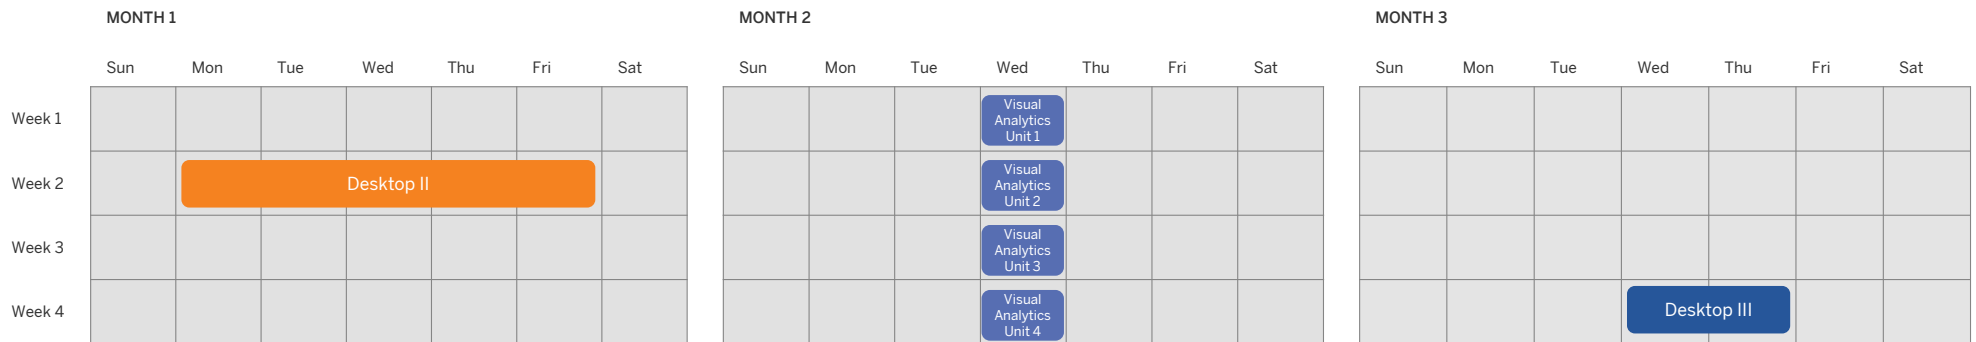 MONTH 1
MONTH 2
MONTH 3
Sun Mon Tue Wed Thu Fri Sat
Sun Mon Tue Wed Thu Fri Sat
Sun Mon Tue Wed Thu Fri Sat
Week 1
Visual
Analytics
Unit 1
Week 2
Desktop II
Visual
Analytics
Unit 2
Week 3
Visual
Analytics
Unit 3
Week 4
Visual
Analytics
Unit 4
Desktop III